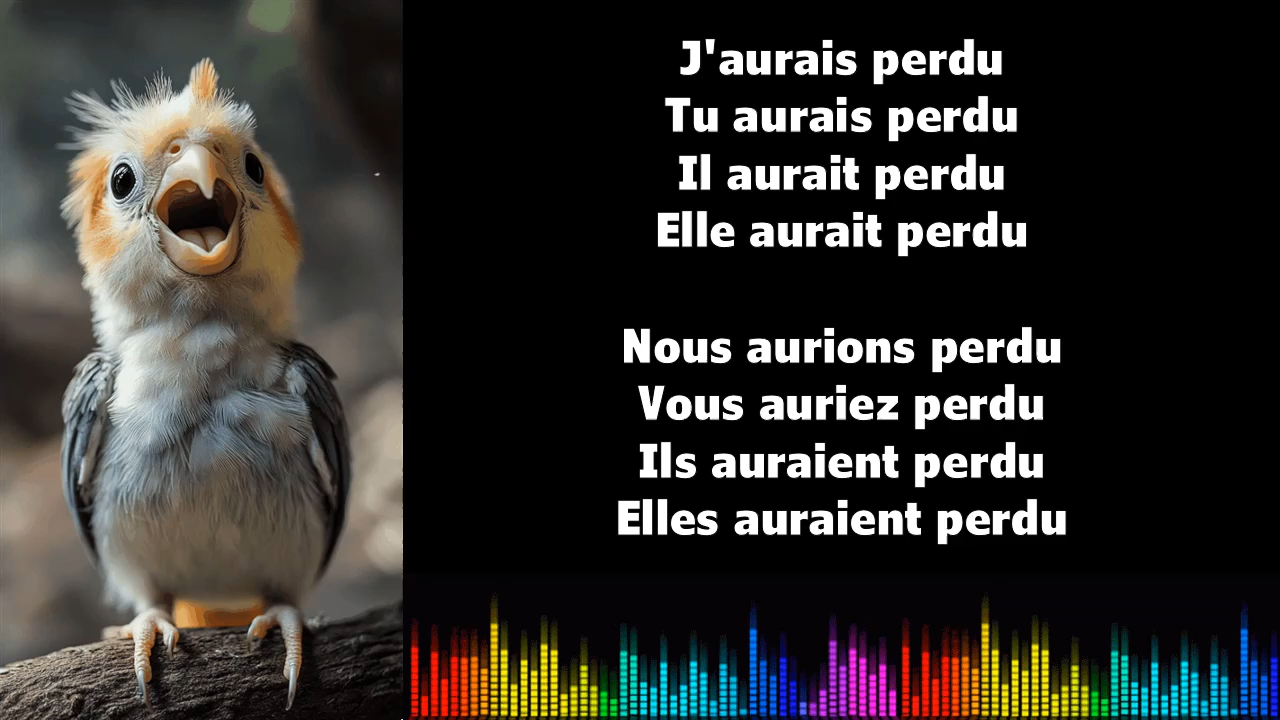 J'aurais perdu
Tu aurais perdu
Il aurait perdu
Elle aurait perdu
Nous aurions perdu
Vous auriez perdu
Ils auraient perdu
Elles auraient perdu